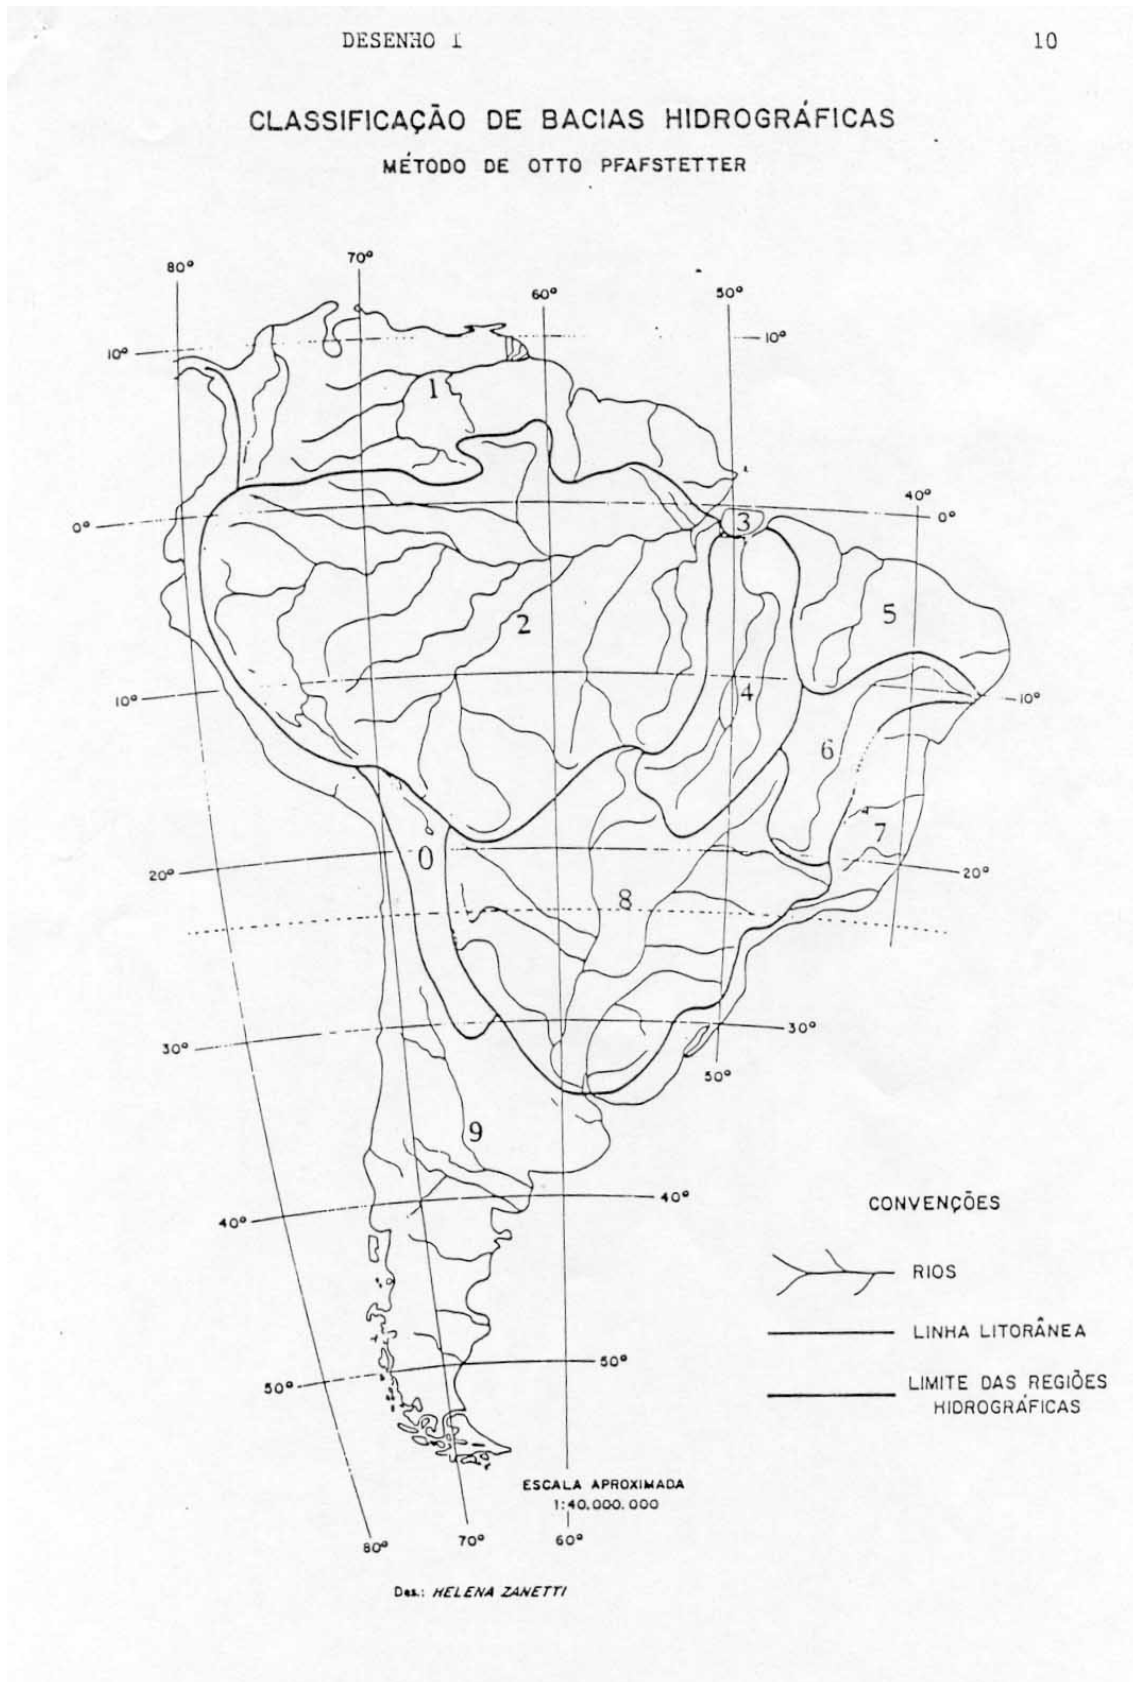 DESENHO I 10
CLASSIFICAÇÃO DE BACIAS HIDROGRÁFICAS
MÉTODO DE OTTO PFAFSTETTER
80° 70° 60° 50°
10° 10°
1
40°
0° 0°
3
5
2
4
10° 10°
6
7
0
20° 20°
8
30° 30°
50°
9
40° 40°
CONVENÇÕES
RIOS
LINHA LITORÂNEA
50° 50°
LIMITE DAS REGIÕES
HIDROGRÁFICAS
ESCALA APROXIMADA
1:40.000.000
80° 70° 60°
Des.: HELENA ZANETTI